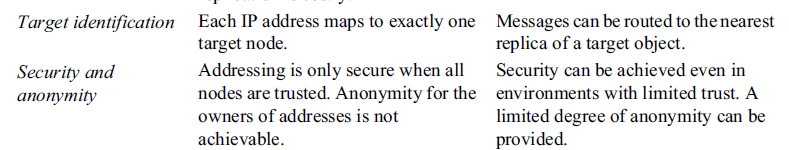 Target identification
Each IP address maps to exactly one
target node.
Messages can be routed to the nearest
replica of a target object.
Security and
anonymity
Addressing is only secure when all
nodes are trusted. Anonymity for the
owners of addresses is not
achievable.
Security can be achieved even in
environments with limited trust. A
limited degree of anonymity can be
provided.